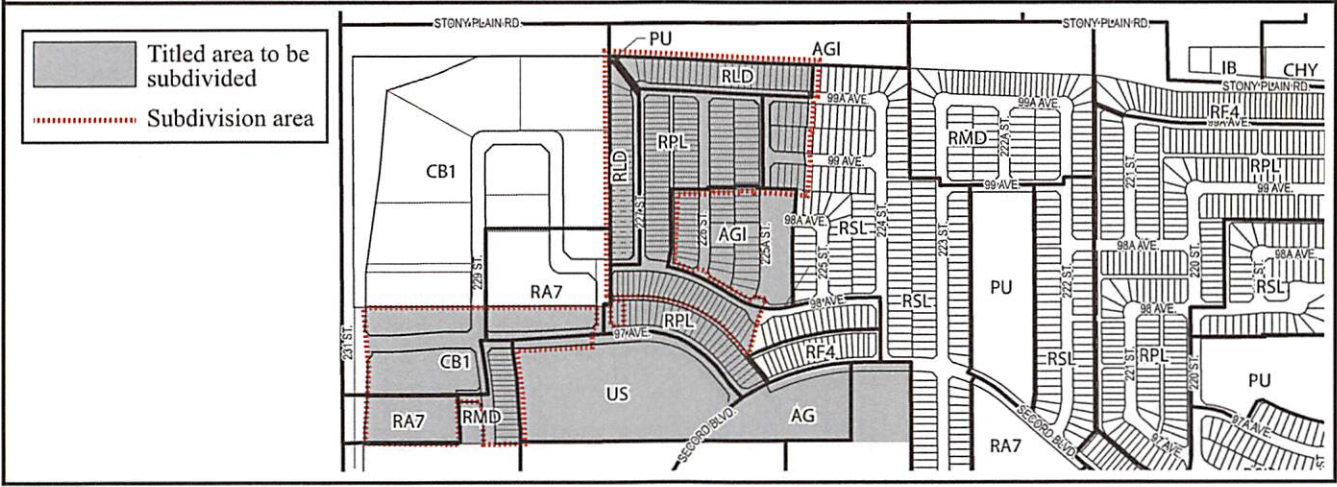 Titled area to be
subdivided
Subdivision area
STONY PLAIN RD.
STONY PLAIN RD.
PU
AGI
IB
CHY
STONY PLAIN RD.
RLD
99A AVE.
99A AVE.
RF4
99A AVE.
RPL
RMD
222A ST.
221 ST.
CB1
RLD
227 ST.
99 AVE.
RPL
99 AVE.
99 AVE.
226 ST.
AGI
225A ST.
98A AVE.
RSL
224 ST.
223 ST.
98A AVE.
220 ST.
98A AVE.
229 ST.
225 ST.
222 ST.
RSL
RA7
RSL
PU
98 AVE.
98 AVE.
RPL
231 ST.
97 AVE.
RF4
CB1
RSL
221 ST.
RPL
220 ST.
PU
US
RA7
RMD
AG
SECORD BLVD.
SECORD BLVD.
RA7
97 AVE.
97A AVE.